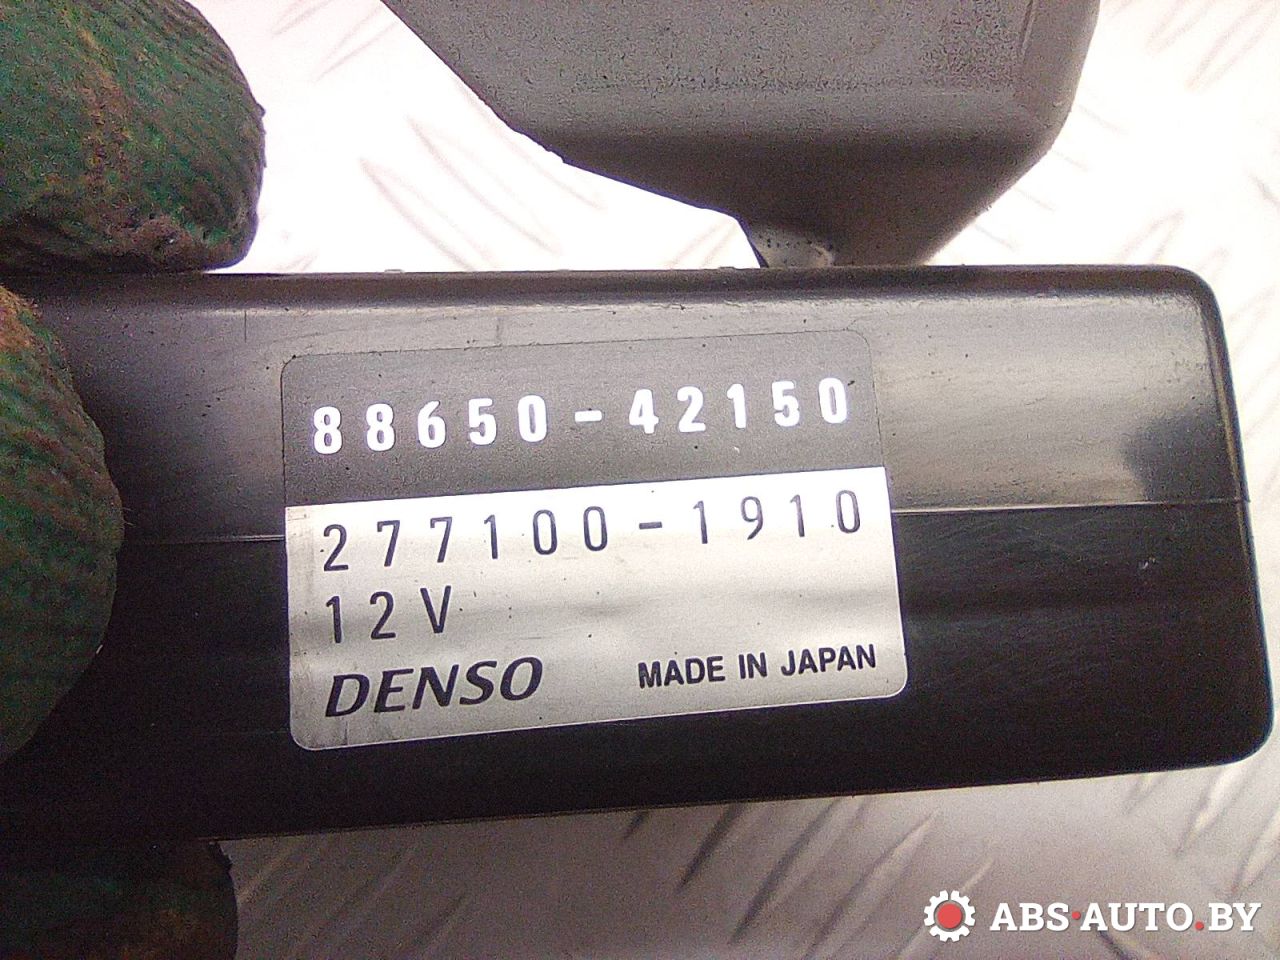 88650-42150
277100-1910
12V
DENSO MADE IN JAPAN
ABS·AUTO.BY